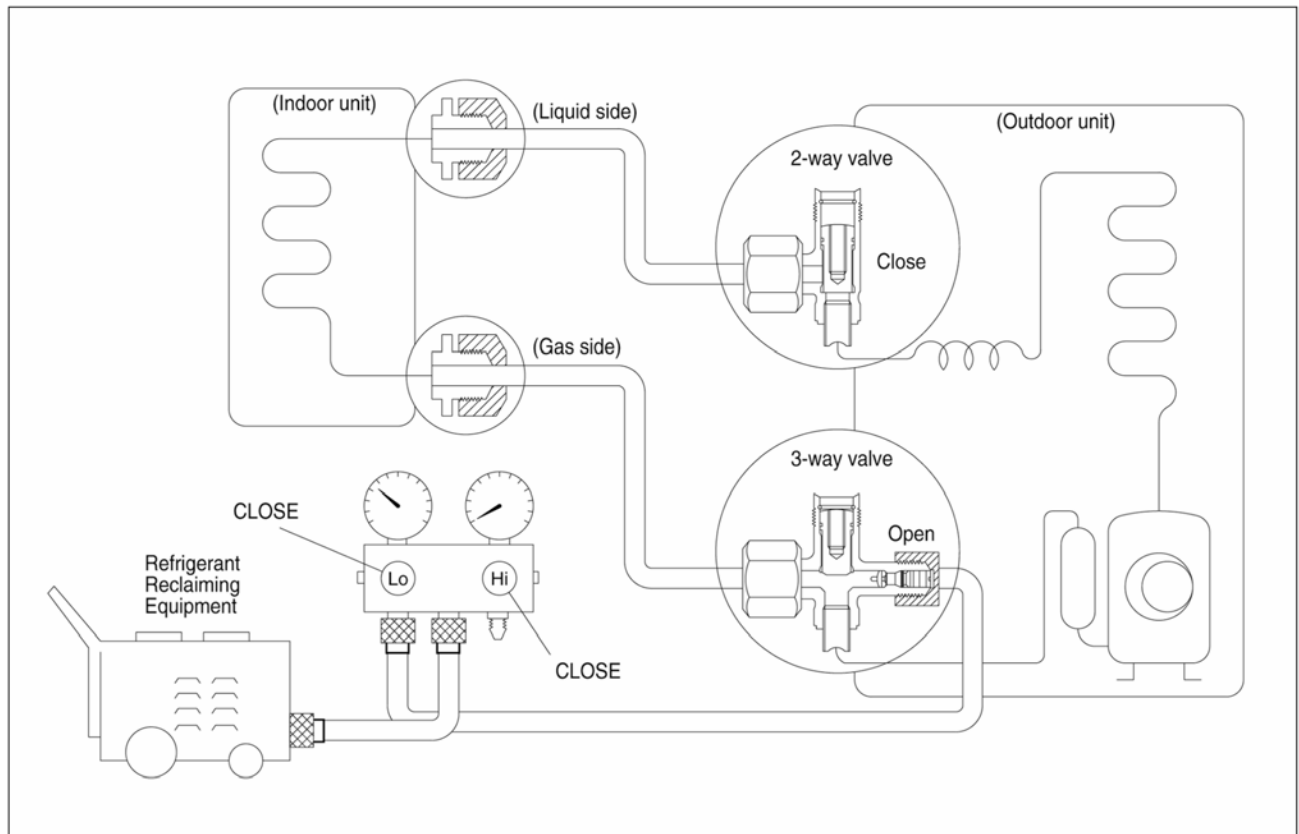 (Indoor unit)
(Liquid side)
(Outdoor unit)
2-way valve
Close
(Gas side)
3-way valve
Open
CLOSE
Lo
Hi
Refrigerant
Reclaiming
Equipment
CLOSE